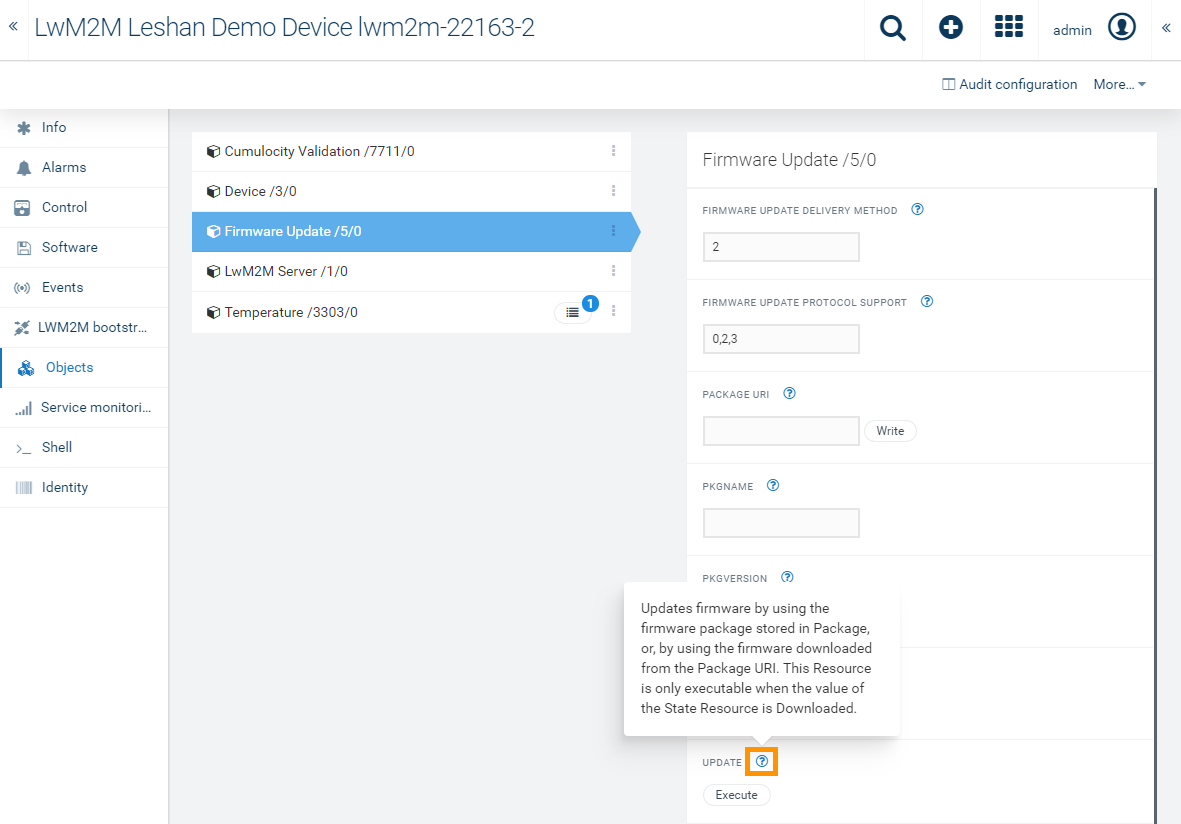 LwM2M Leshan Demo Device lwm2m-22163-2
admin
Audit configuration
More...
Info
Alarms
Control
Software
Events
LWM2M bootstr...
Objects
Service monitori...
Shell
Identity
Cumulocity Validation /7711/0
Device /3/0
Firmware Update /5/0
LwM2M Server /1/0
Temperature /3303/0
1
Firmware Update /5/0
FIRMWARE UPDATE DELIVERY METHOD
2
FIRMWARE UPDATE PROTOCOL SUPPORT
0,2,3
PACKAGE URI
Write
PKGNAME
PKGVERSION
Updates firmware by using the
firmware package stored in Package,
or, by using the firmware downloaded
from the Package URI. This Resource
is only executable when the value of
the State Resource is Downloaded.
UPDATE
Execute